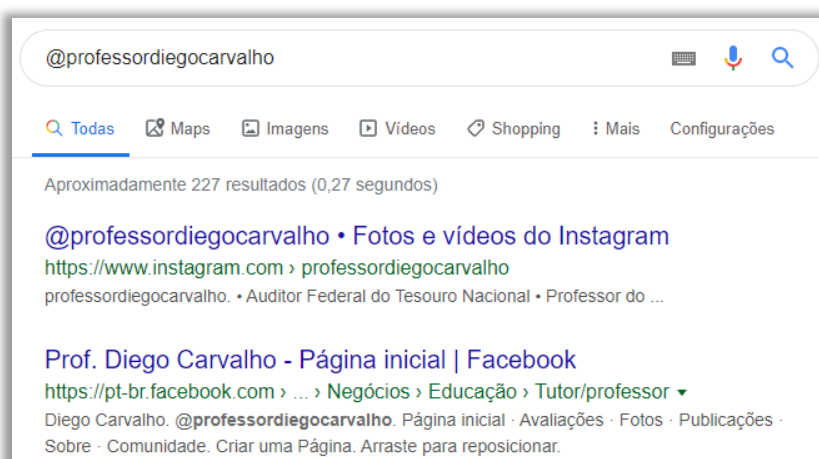 @professordiegocarvalho
Todas Maps Imagens Vídeos Shopping Mais Configurações
Aproximadamente 227 resultados (0,27 segundos)
@professordiegocarvalho • Fotos e vídeos do Instagram
https://www.instagram.com › professordiegocarvalho
professordiegocarvalho. • Auditor Federal do Tesouro Nacional • Professor do ...
Prof. Diego Carvalho - Página inicial | Facebook
https://pt-br.facebook.com › ... › Negócios › Educação › Tutor/professor
Diego Carvalho. @professordiegocarvalho. Página inicial · Avaliações · Fotos · Publicações ·
Sobre · Comunidade. Criar uma Página. Arraste para reposicionar.